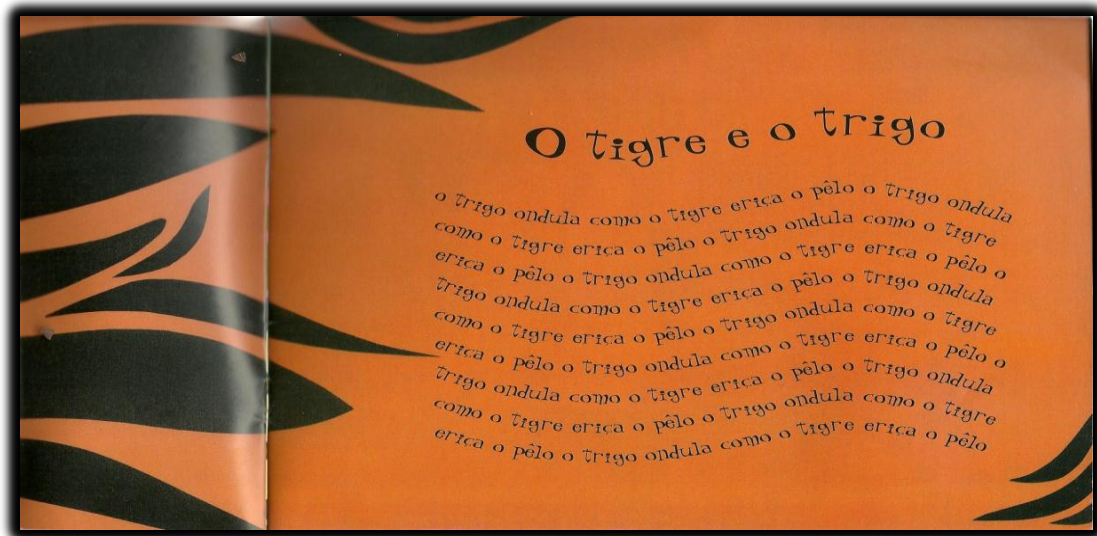 O tigre e o trigo
o trigo ondula como o tigre eriça o pêlo o trigo ondula
como o tigre eriça o pêlo o trigo ondula como o tigre
eriça o pêlo o trigo ondula como o tigre eriça o pêlo o
trigo ondula como o tigre eriça o pêlo o trigo ondula
como o tigre eriça o pêlo o trigo ondula como o tigre
eriça o pêlo o trigo ondula como o tigre eriça o pêlo o
trigo ondula como o tigre eriça o pêlo o trigo ondula
como o tigre eriça o pêlo o trigo ondula como o tigre
eriça o pêlo o trigo ondula como o tigre eriça o pêlo